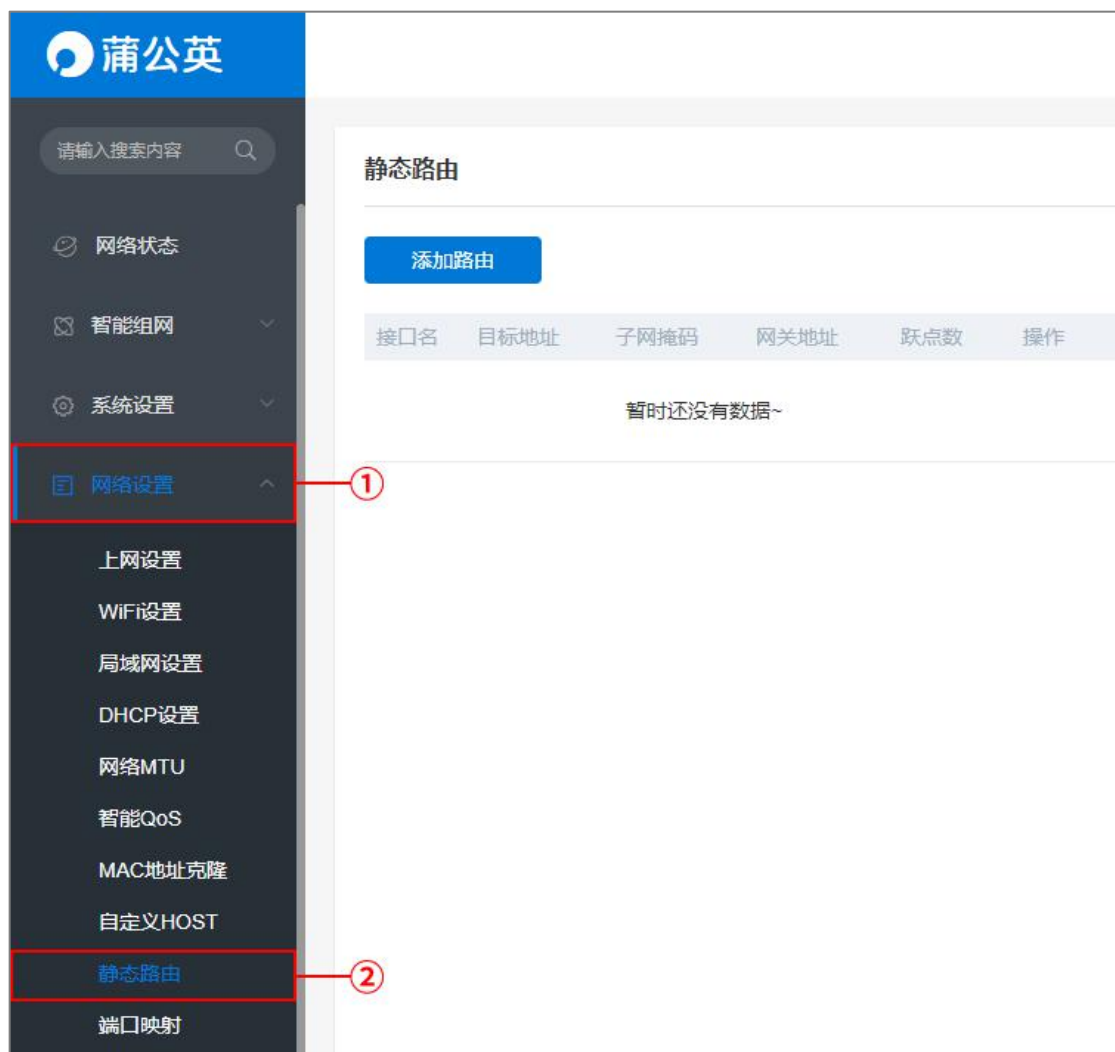 蒲公英
请输入搜索内容
网络状态
智能组网
系统设置
网络设置
①
上网设置
WiFi设置
局域网设置
DHCP设置
网络MTU
智能QoS
MAC地址克隆
自定义HOST
静态路由
②
端口映射
静态路由
添加路由
接口名 目标地址 子网掩码 网关地址 跃点数 操作
暂时还没有数据~